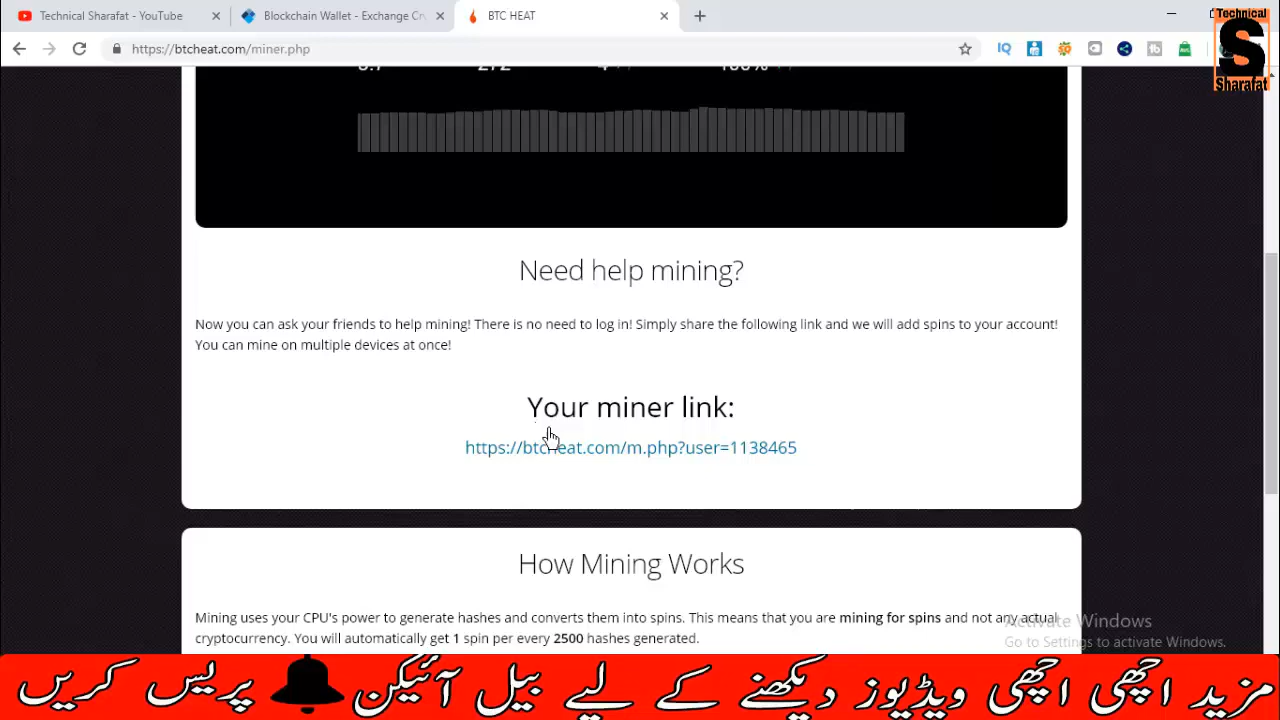 Technical Sharafat - YouTube
Blockchain Wallet - Exchange Cr
BTC HEAT
https://btcheat.com/miner.php
IQ
Technical
S
Sharafat
Need help mining?
Now you can ask your friends to help mining! There is no need to log in! Simply share the following link and we will add spins to your account!
You can mine on multiple devices at once!
Your miner link:
https://btcheat.com/m.php?user=1138465
How Mining Works
Mining uses your CPU's power to generate hashes and converts them into spins. This means that you are mining for spins and not any actual
cryptocurrency. You will automatically get 1 spin per every 2500 hashes generated.
Activate Windows
Go to Settings to activate Windows.
مزید اچھی اچھی ویڈیوز دیکھنے کے لیے بیل آئیکن پریس کریں